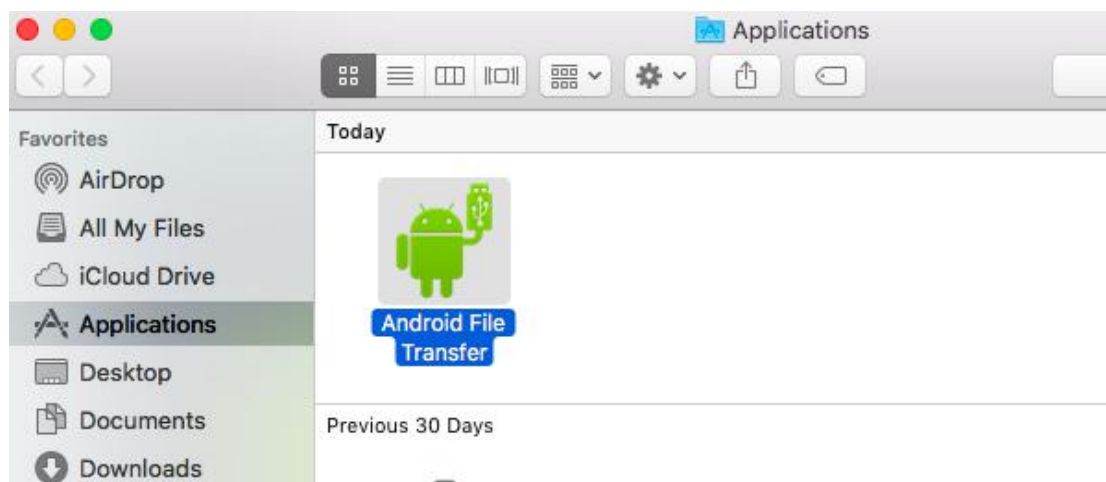 Applications
Favorites
AirDrop
All My Files
iCloud Drive
Applications
Desktop
Documents
Downloads
Today
Android File
Transfer
Previous 30 Days